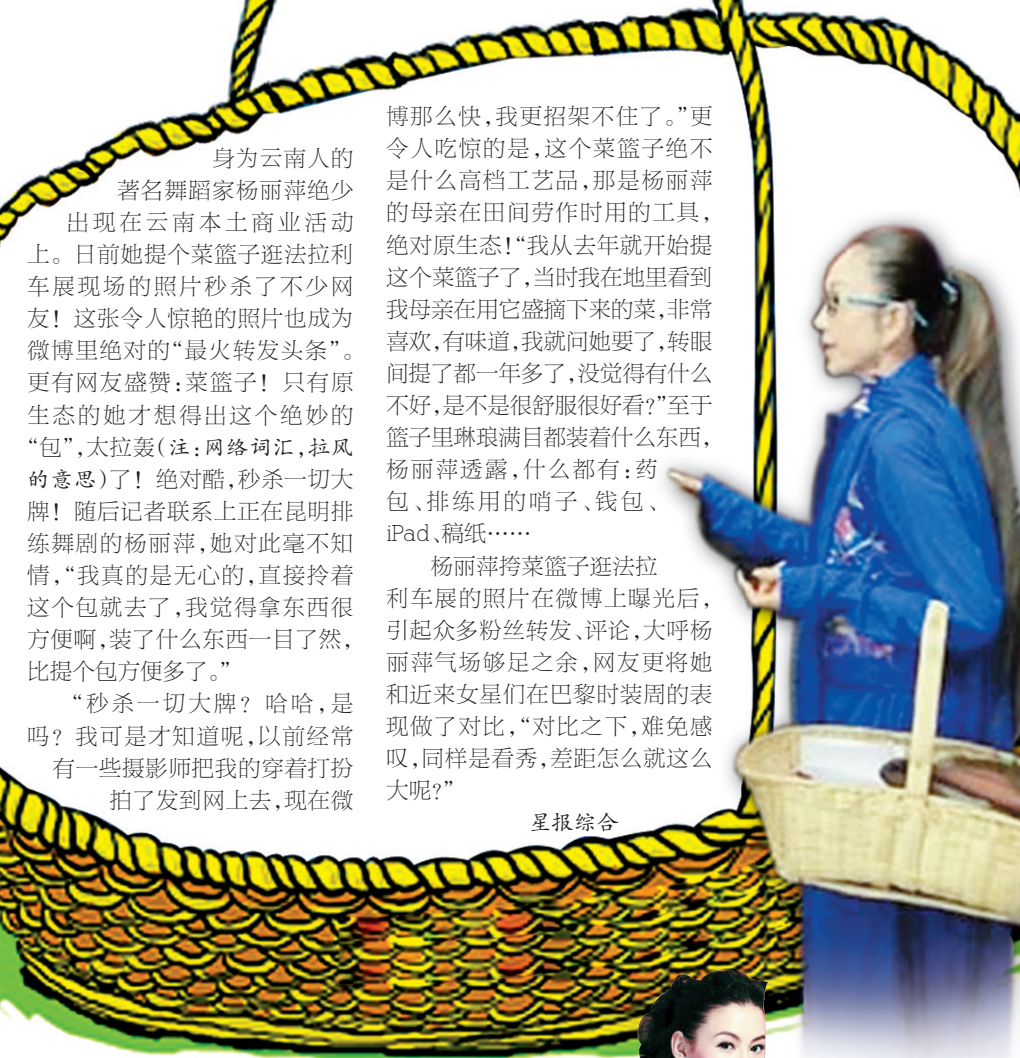 身为云南人的
著名舞蹈家杨丽萍绝少
出现在云南本土商业活动
上。日前她提个菜篮子逛法拉利
车展现场的照片秒杀了不少网
友！这张令人惊艳的照片也成为
微博里绝对的“最火转发头条”。
更有网友盛赞：菜篮子！只有原
生态的她才想得出这个绝妙的
“包”，太拉轰(注：网络词汇，拉风
的意思)了！绝对酷，秒杀一切大
牌！随后记者联系上正在昆明排
练舞剧的杨丽萍，她对此毫不知
情，“我真的是无心的，直接拎着
这个包就去了，我觉得拿东西很
方便啊，装了什么东西一目了然，
比提个包方便多了。”
“秒杀一切大牌？哈哈，是
吗？我可是才知道呢，以前经常
有一些摄影师把我的穿着打扮
拍了发到网上去，现在微
博那么快，我更招架不住了。”更
令人吃惊的是，这个菜篮子绝不
是什么高档工艺品，那是杨丽萍
的母亲在田间劳作时用的工具，
绝对原生态！“我从去年就开始提
这个菜篮子了，当时我在地里看到
我母亲在用它盛摘下来的菜，非常
喜欢，有味道，我就问她要了，转眼
间提了都一年多了，没觉得有什么
不好，是不是很舒服很好看？”至于
篮子里琳琅满目都装着什么东西，
杨丽萍透露，什么都有：药
包、排练用的哨子、钱包、
iPad、稿纸……
杨丽萍挎菜篮子逛法拉
利车展的照片在微博上曝光后，
引起众多粉丝转发、评论，大呼杨
丽萍气场够足之余，网友更将她
和近来女星们在巴黎时装周的表
现做了对比，“对比之下，难免感
叹，同样是看秀，差距怎么就这么
大呢？”
星报综合